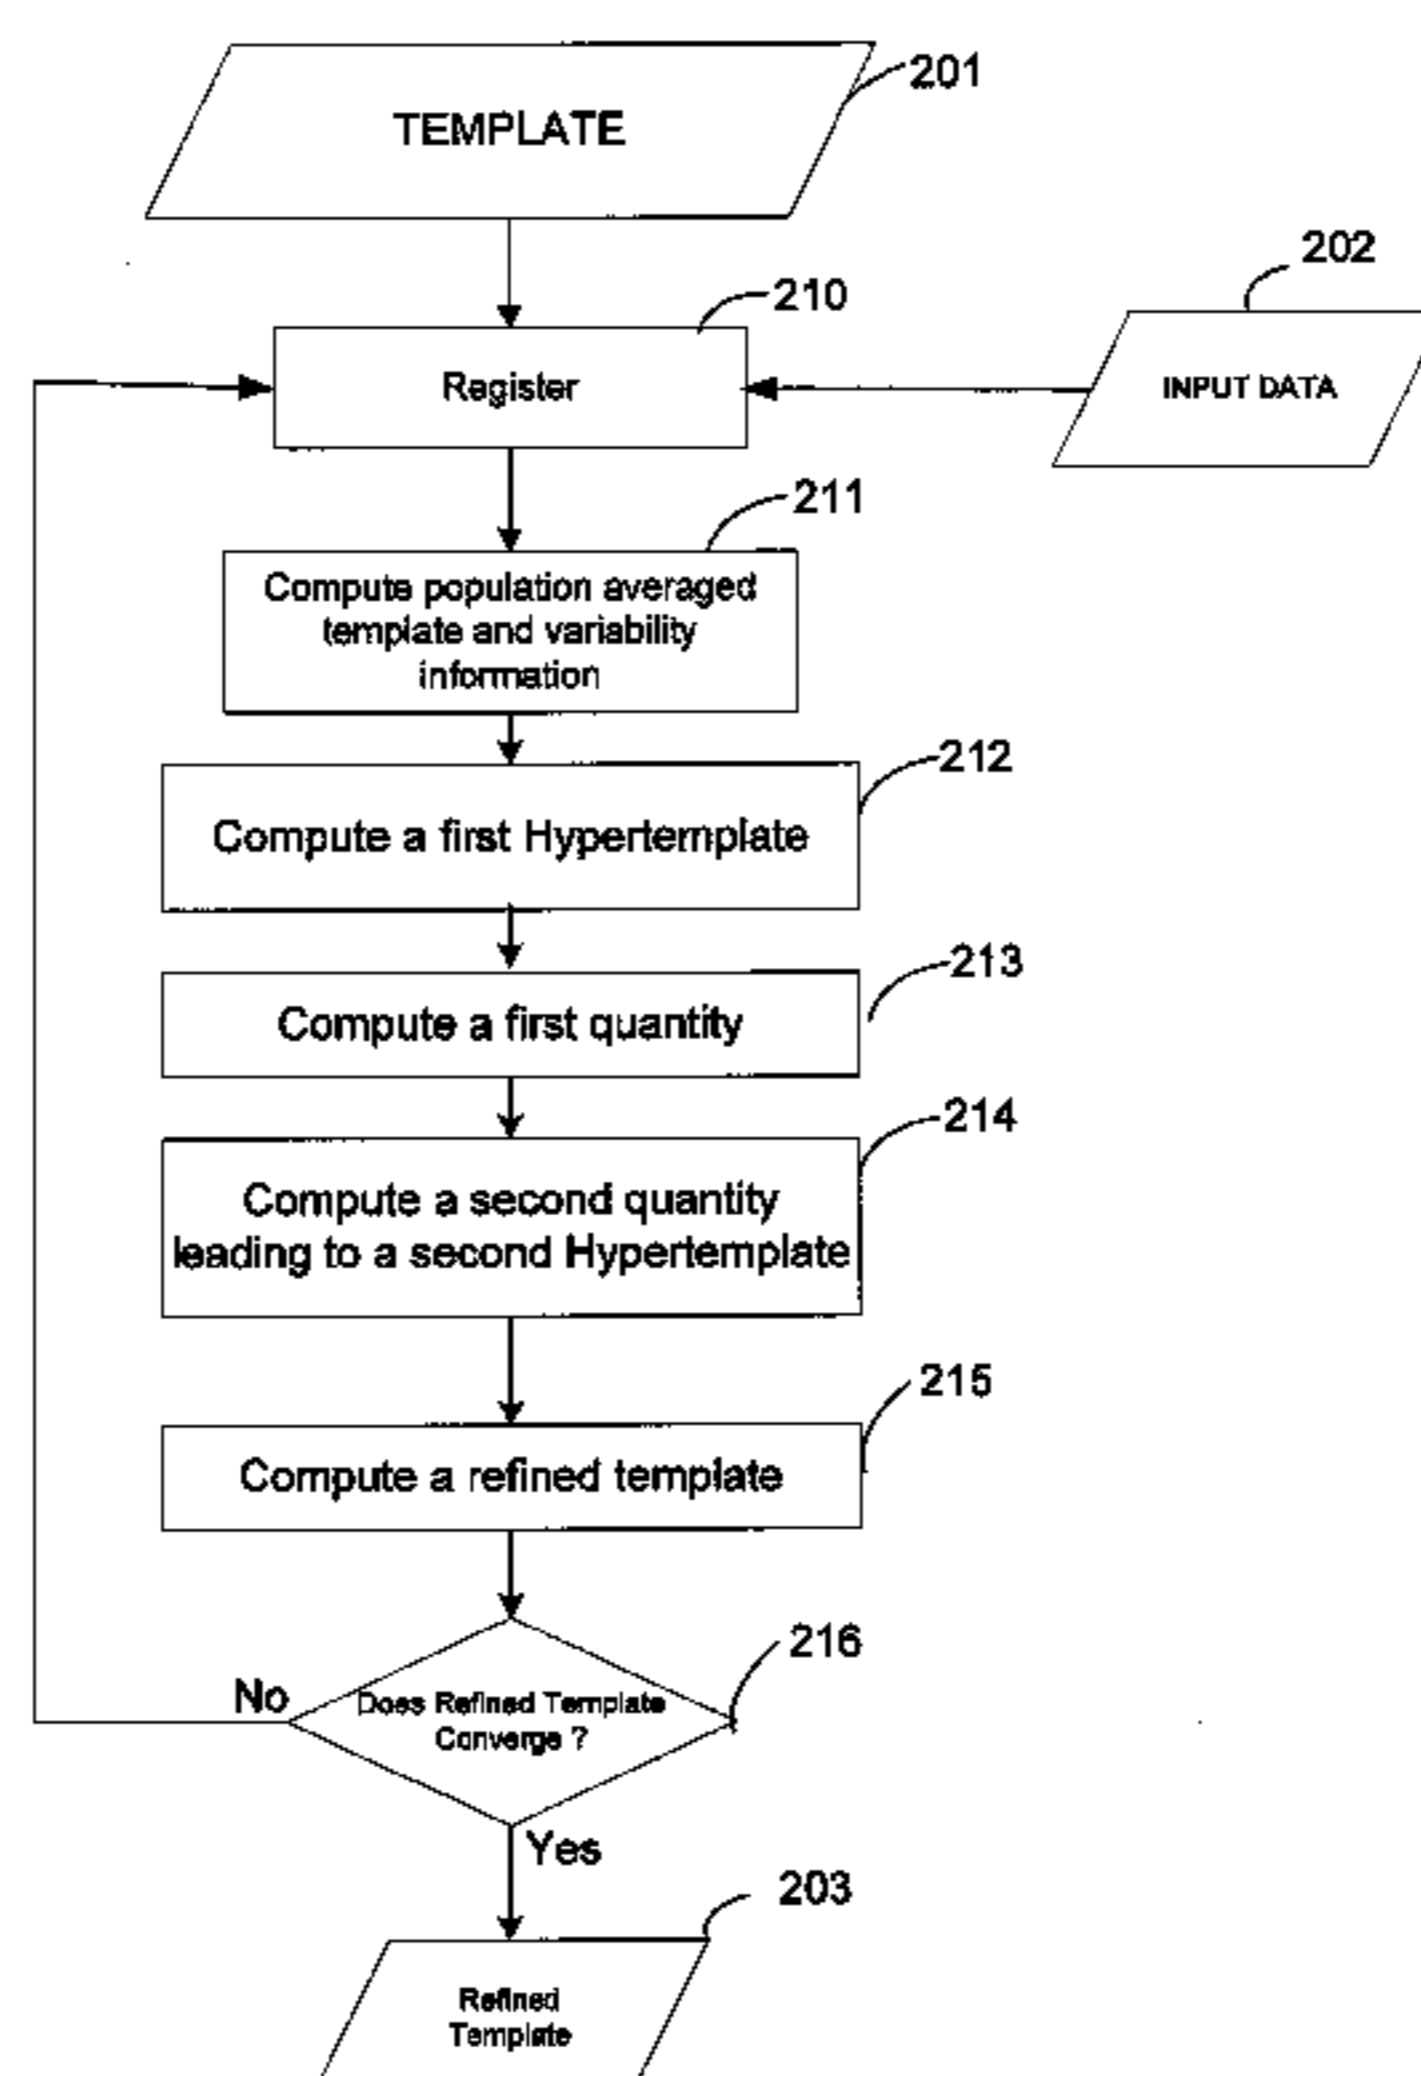 201
TEMPLATE
202
210
Register
INPUT DATA
211
Compute population averaged
template and variability
information
212
Compute a first Hypertemplate
213
Compute a first quantity
214
Compute a second quantity
leading to a second Hypertemplate
215
Compute a refined template
216
No
Does Refined Template
Converge ?
Yes
203
Refined
Template